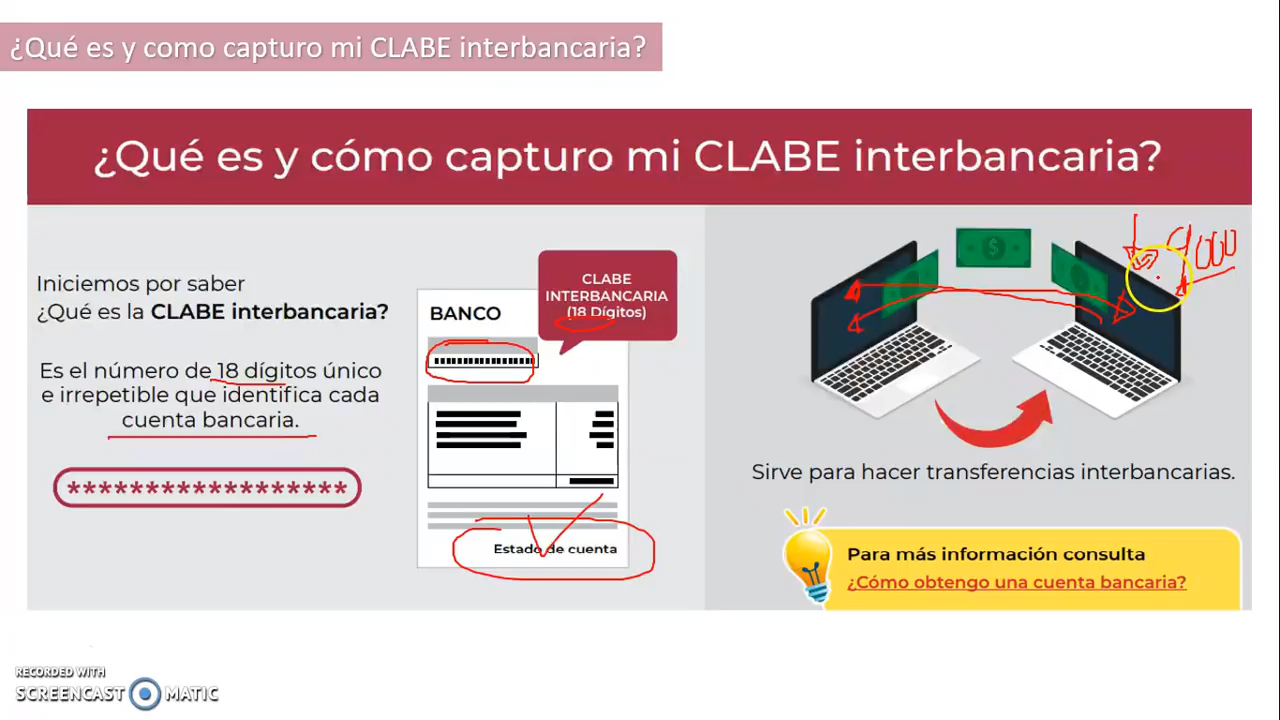 ¿Qué es y como capturo mi CLABE interbancaria?
¿Qué es y cómo capturo mi CLABE interbancaria?
Iniciemos por saber
¿Qué es la CLABE interbancaria?
Es el número de 18 dígitos único
e irrepetible que identifica cada
cuenta bancaria.
******************
BANCO
CLABE
INTERBANCARIA
(18 Dígitos)
Estado de cuenta
$
Sirve para hacer transferencias interbancarias.
Para más información consulta
¿Cómo obtengo una cuenta bancaria?
RECORDED WITH
SCREENCAST MATIC